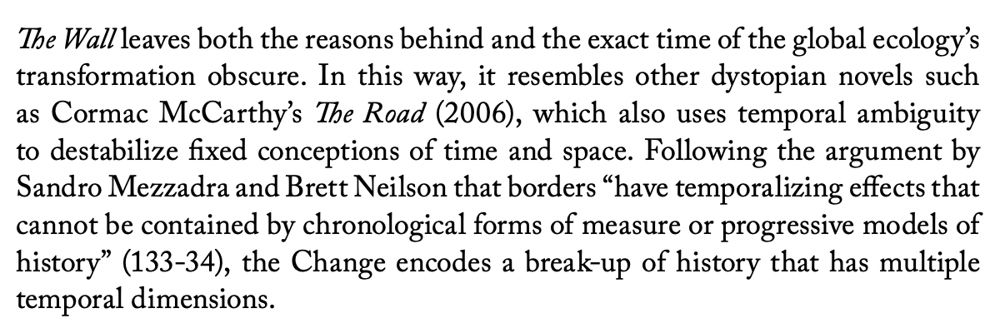 The Wall leaves both the reasons behind and the exact time of the global ecology’s
transformation obscure. In this way, it resembles other dystopian novels such
as Cormac McCarthy’s The Road (2006), which also uses temporal ambiguity
to destabilize fixed conceptions of time and space. Following the argument by
Sandro Mezzadra and Brett Neilson that borders “have temporalizing effects that
cannot be contained by chronological forms of measure or progressive models of
history” (133-34), the Change encodes a break-up of history that has multiple
temporal dimensions.